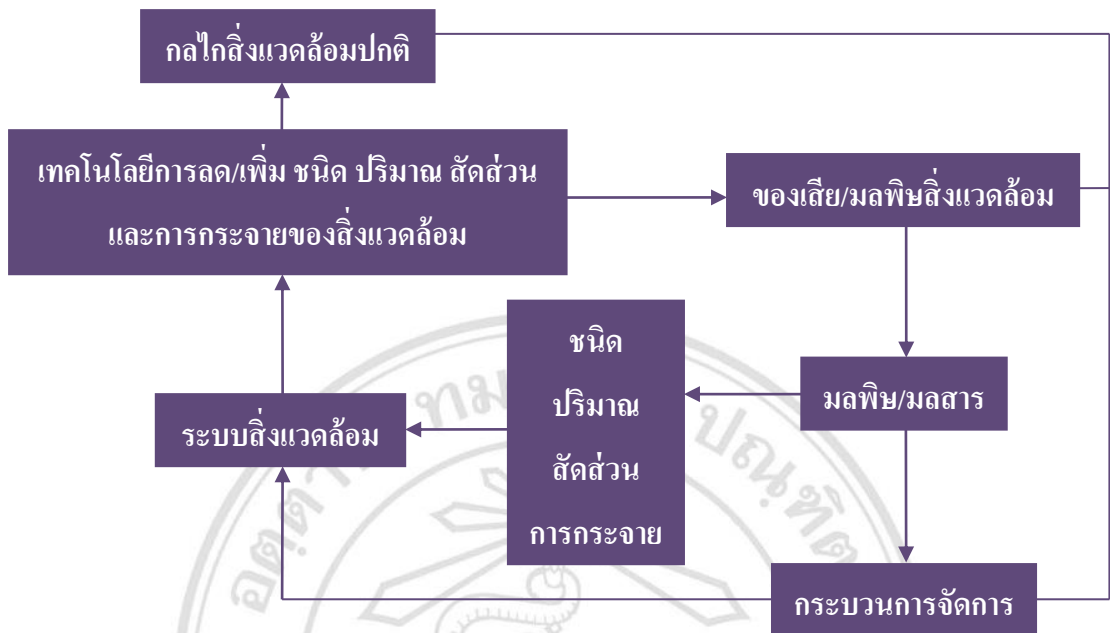 กลไกสิ่งแวดล้อมปกติ
เทคโนโลยีการลด/เพิ่ม ชนิด ปริมาณ สัดส่วน
และการกระจายของสิ่งแวดล้อม
ของเสีย/มลพิษสิ่งแวดล้อม
ชนิด
ปริมาณ
สัดส่วน
การกระจาย
มลพิษ/มลสาร
ระบบสิ่งแวดล้อม
กระบวนการจัดการ